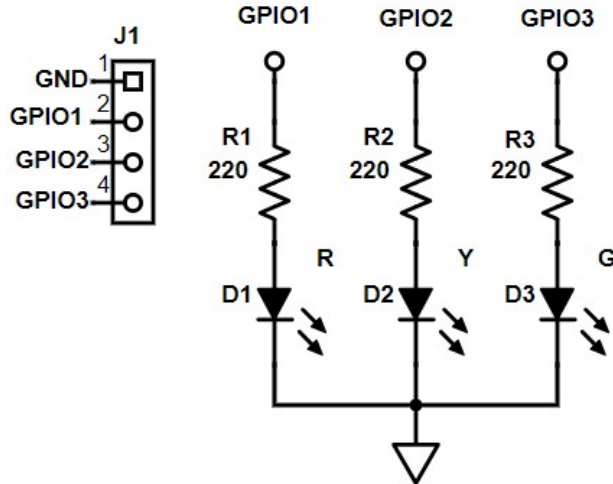 GPIO1 GPIO2 GPIO3
J1
1
GND
2
GPIO1
3
GPIO2
4
GPIO3
R1
220
R2
220
R3
220
R Y G
D1 D2 D3